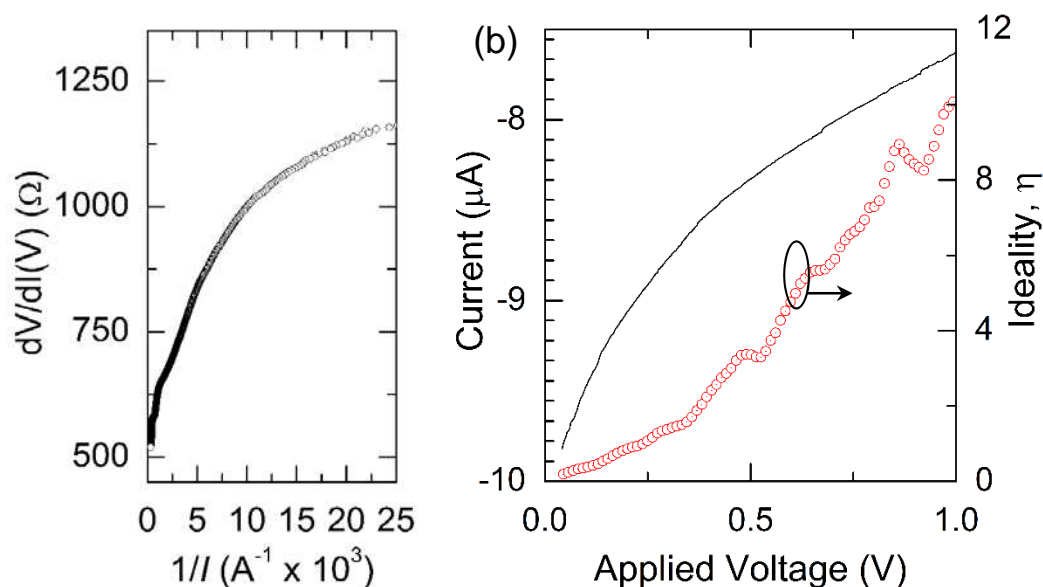 dV/dI(V) (Ω)
1250
1000
750
500
0 5 10 15 20 25
1/I (A⁻¹ x 10³)
(b)
Current (μA)
-8
-9
-10
12
8
4
0
Ideality, η
0.0 0.5 1.0
Applied Voltage (V)